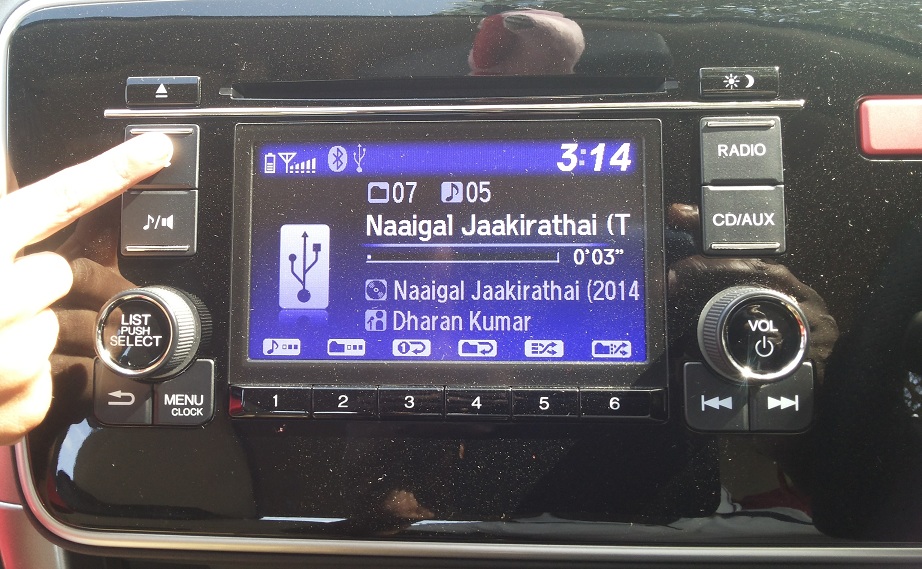 3:14
07 05
Naaigal Jaakirathai (T
0'03"
Naaigal Jaakirathai (2014
Dharan Kumar
RADIO
CD/AUX
LIST
PUSH
SELECT
MENU
CLOCK
VOL
1 2 3 4 5 6